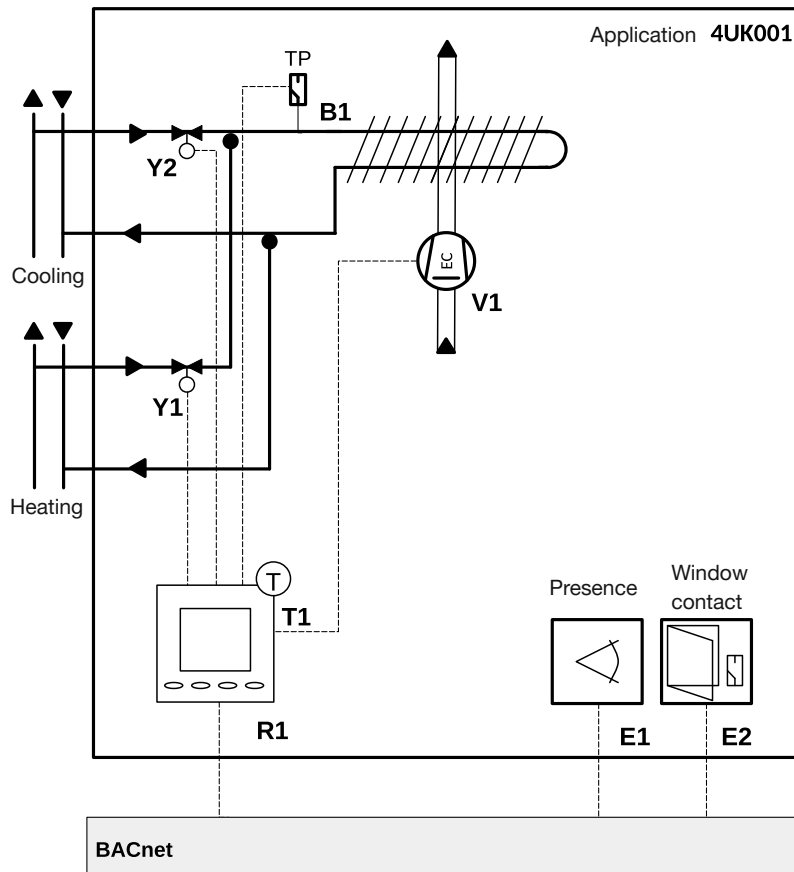 Application 4UK001
TP
B1
Y2
Cooling
EC
V1
Y1
Heating
T
T1
Presence
Window
contact
R1
E1
E2
BACnet